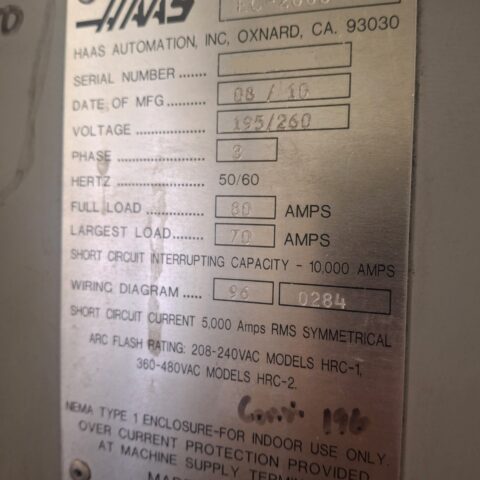 HAAS
HAAS AUTOMATION, INC, OXNARD, CA. 93030
SERIAL NUMBER .......
DATE OF MFG......... 08 / 10
VOLTAGE .............. 195/260
PHASE ................. 3
HERTZ ................. 50/60
FULL LOAD ............ 80 AMPS
LARGEST LOAD........ 70 AMPS
SHORT CIRCUIT INTERRUPTING CAPACITY - 10,000 AMPS
WIRING DIAGRAM ..... 96 0284
SHORT CIRCUIT CURRENT 5,000 Amps RMS SYMMETRICAL
ARC FLASH RATING: 208-240VAC MODELS HRC-1,
360-480VAC MODELS HRC-2.
196
NEMA TYPE 1 ENCLOSURE-FOR INDOOR USE ONLY.
OVER CURRENT PROTECTION PROVIDED
AT MACHINE SUPPLY TERMINAL